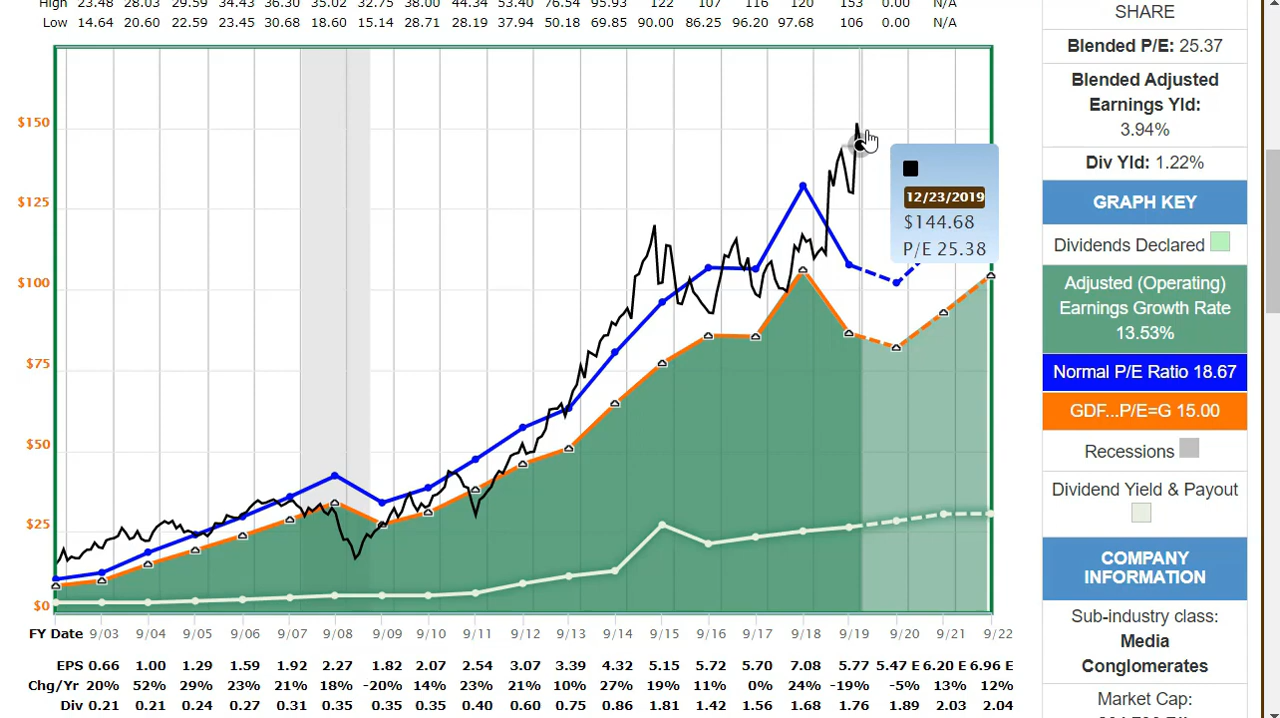 High 23.48 28.03 29.59 34.43 36.30 35.02 32.75 38.00 44.34 53.40 76.54 95.93 122 107 116 120 153 0.00 N/A
Low 14.64 20.60 22.59 23.45 30.68 18.60 15.14 28.71 28.19 37.94 50.18 69.85 90.00 86.25 96.20 97.68 106 0.00 N/A
$150
$125
$100
$75
$50
$25
$0
12/23/2019
$144.68
P/E 25.38
FY Date 9/03 9/04 9/05 9/06 9/07 9/08 9/09 9/10 9/11 9/12 9/13 9/14 9/15 9/16 9/17 9/18 9/19 9/20 9/21 9/22
EPS 0.66 1.00 1.29 1.59 1.92 2.27 1.82 2.07 2.54 3.07 3.39 4.32 5.15 5.72 5.70 7.08 5.77 5.47 E 6.20 E 6.96 E
Chg/Yr 20% 52% 29% 23% 21% 18% -20% 14% 23% 21% 10% 27% 19% 11% 0% 24% -19% -5% 13% 12%
Div 0.21 0.21 0.24 0.27 0.31 0.35 0.35 0.35 0.40 0.60 0.75 0.86 1.81 1.42 1.56 1.68 1.76 1.89 2.03 2.04
SHARE
Blended P/E: 25.37
Blended Adjusted
Earnings Yld:
3.94%
Div Yld: 1.22%
GRAPH KEY
Dividends Declared
Adjusted (Operating)
Earnings Growth Rate
13.53%
Normal P/E Ratio 18.67
GDF...P/E=G 15.00
Recessions
Dividend Yield & Payout
COMPANY
INFORMATION
Sub-industry class:
Media
Conglomerates
Market Cap: